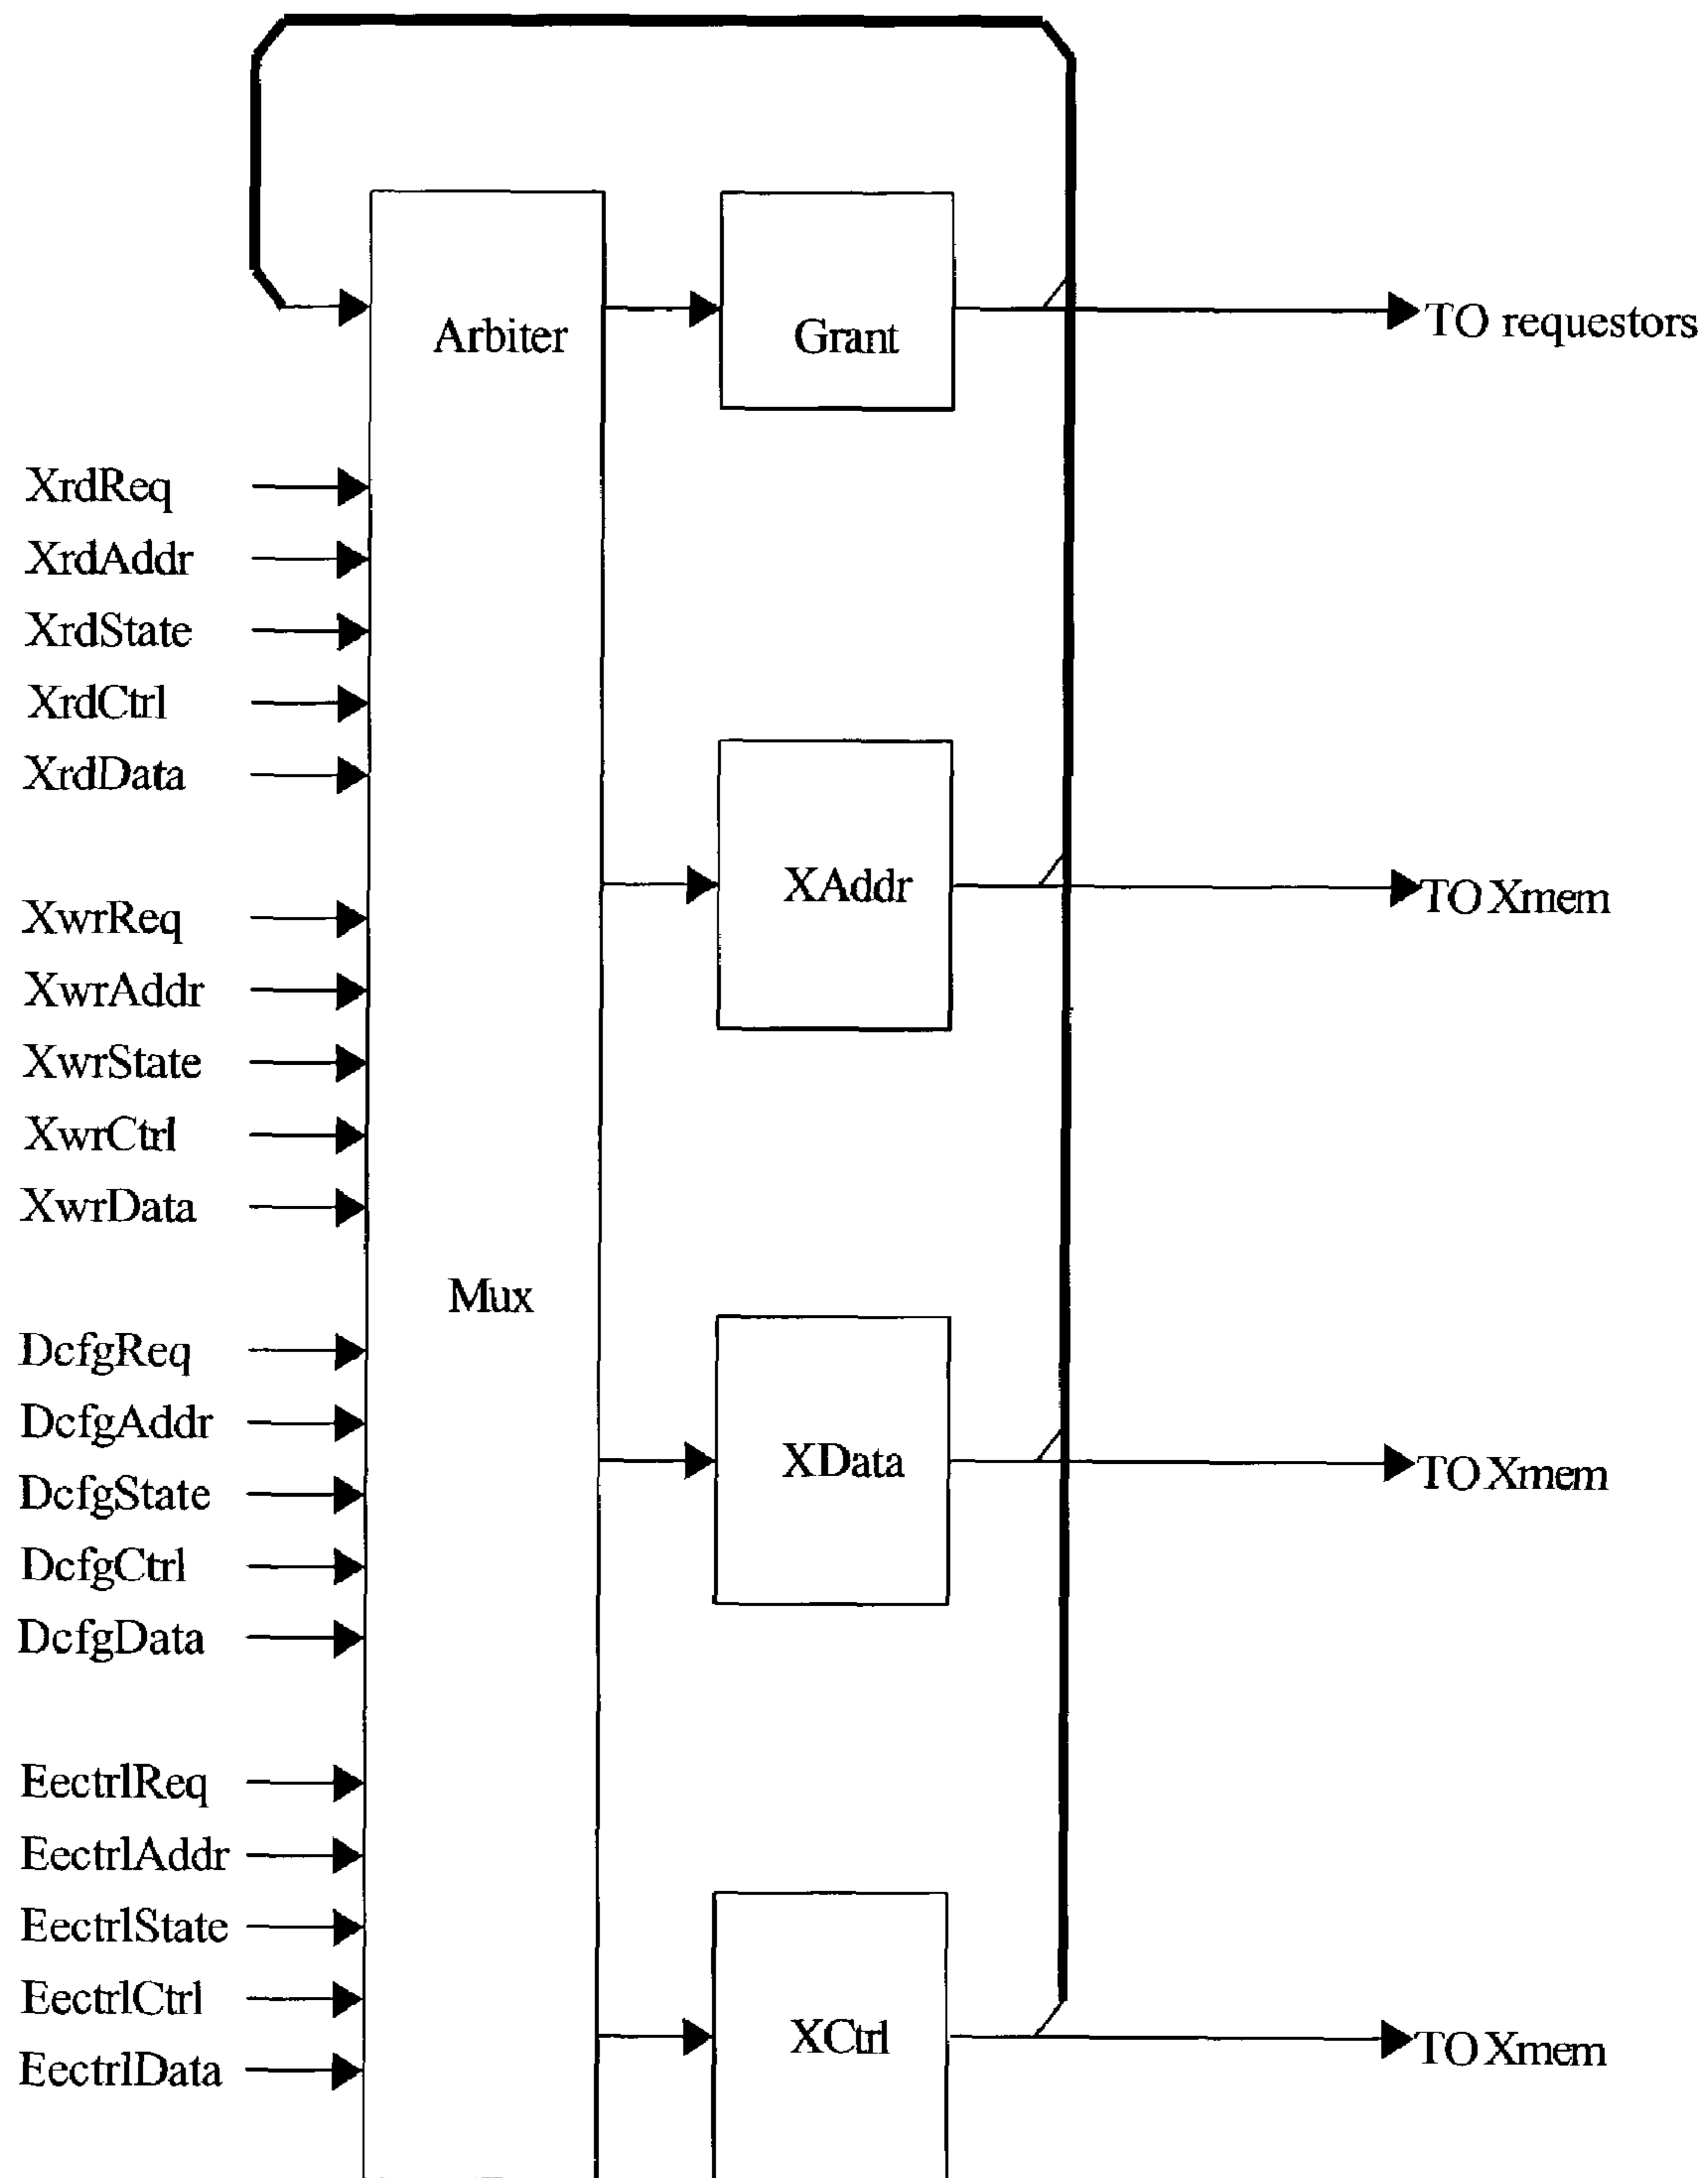 Arbiter
Grant
TO requestors
XrdReq
XrdAddr
XrdState
XrdCtrl
XrdData
XAddr
TO Xmem
XwrReq
XwrAddr
XwrState
XwrCtrl
XwrData
Mux
DcfgReq
DcfgAddr
DcfgState
DcfgCtrl
DcfgData
XData
TO Xmem
EectrlReq
EectrlAddr
EectrlState
EectrlCtrl
EectrlData
XCtrl
TO Xmem